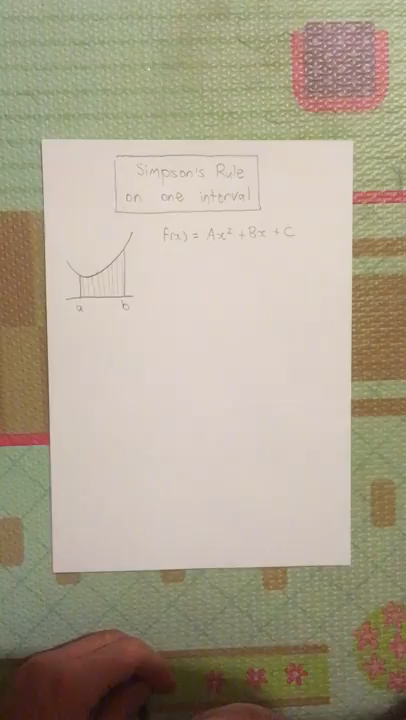 Simpson's Rule
on one interval
f(x) = Ax² + Bx + C
a b